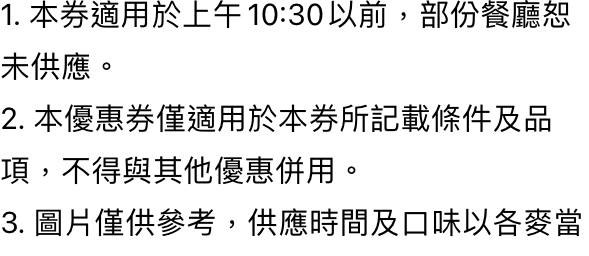 1. 本券適用於上午10:30以前，部份餐廳恕
未供應。
2. 本優惠券僅適用於本券所記載條件及品
項，不得與其他優惠併用。
3. 圖片僅供參考，供應時間及口味以各麥當